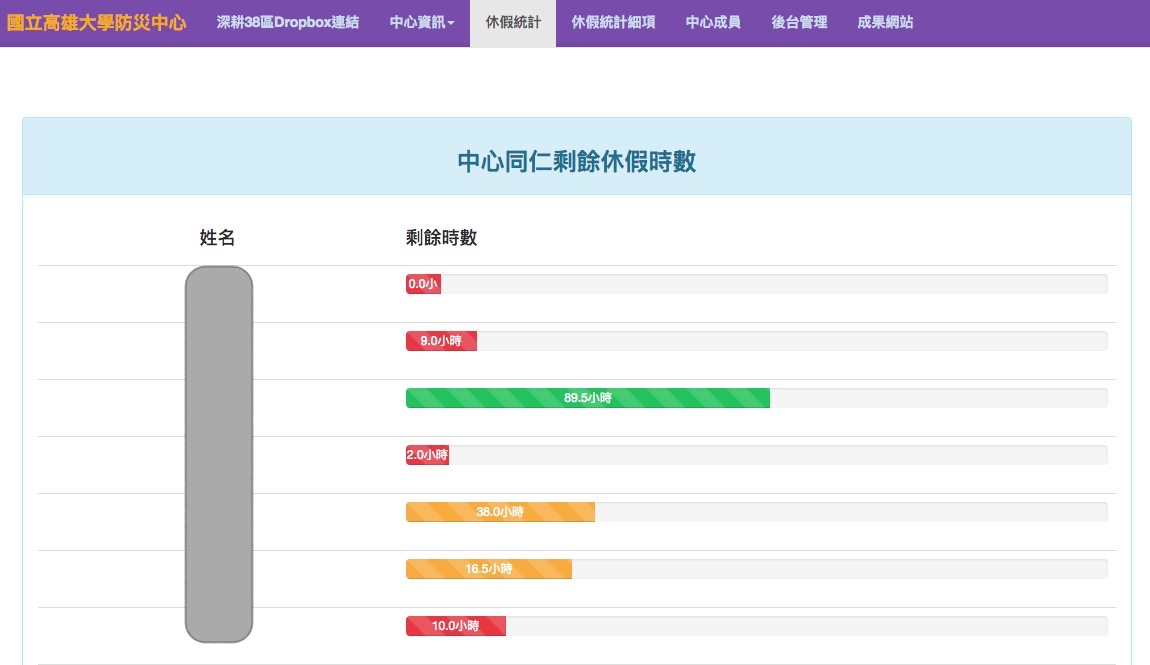 國立高雄大學防災中心 深耕38區Dropbox連結 中心資訊 休假統計 休假統計細項 中心成員 後台管理 成果網站
中心同仁剩餘休假時數
姓名 剩餘時數
0.0小
9.0小時
89.5小時
2.0小時
38.0小時
16.5小時
10.0小時